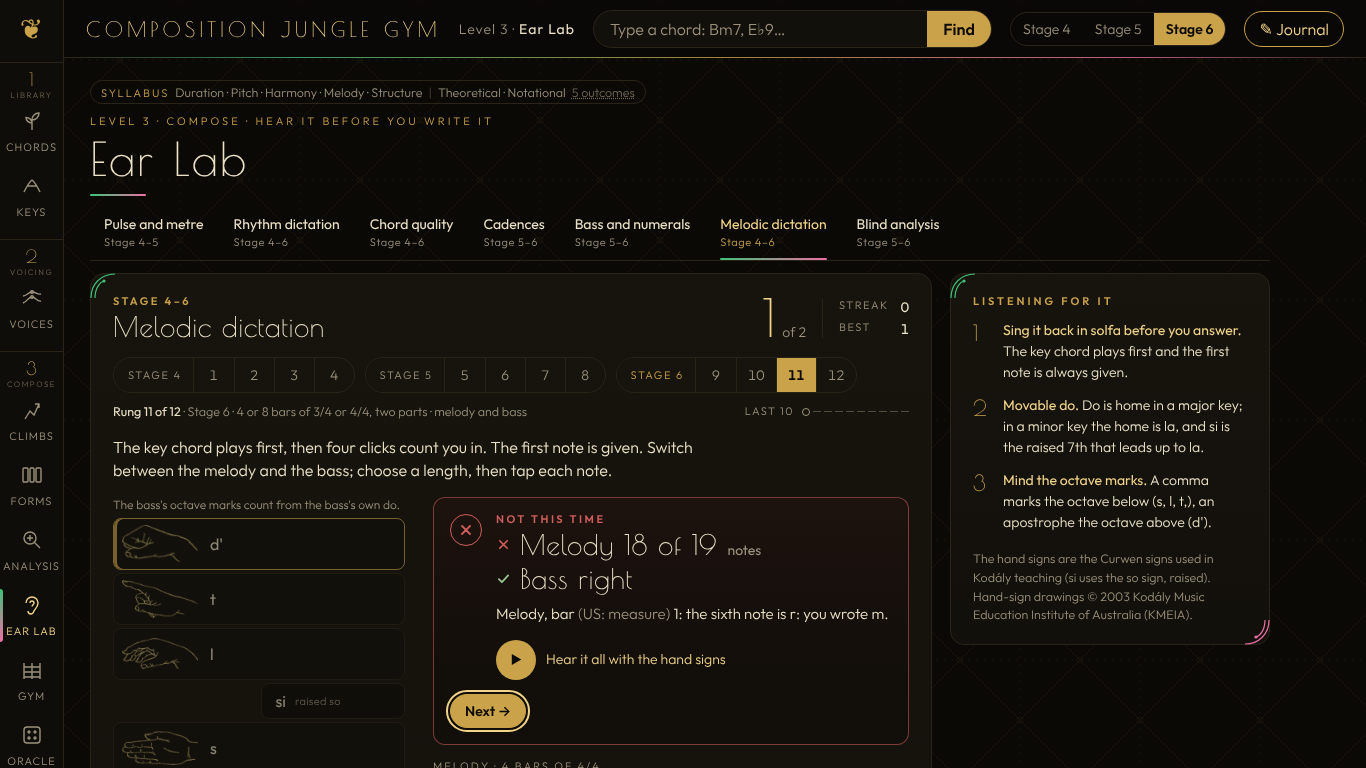 COMPOSITION JUNGLE GYM
Level 3 · Ear Lab
Type a chord: Bm7, E♭9...
Find
Stage 4
Stage 5
Stage 6
✎ Journal
1
LIBRARY
CHORDS
KEYS
2
VOICING
VOICES
3
COMPOSE
CLIMBS
FORMS
ANALYSIS
EAR LAB
GYM
ORACLE
SYLLABUS Duration · Pitch · Harmony · Melody · Structure | Theoretical · Notational 5 outcomes
LEVEL 3 · COMPOSE · HEAR IT BEFORE YOU WRITE IT
Ear Lab
Pulse and metre
Stage 4–5
Rhythm dictation
Stage 4–6
Chord quality
Stage 4–6
Cadences
Stage 5–6
Bass and numerals
Stage 5–6
Melodic dictation
Stage 4–6
Blind analysis
Stage 5–6
STAGE 4–6
Melodic dictation
1 of 2
STREAK 0
BEST 1
STAGE 4 1 2 3 4
STAGE 5 5 6 7 8
STAGE 6 9 10 11 12
Rung 11 of 12 · Stage 6 · 4 or 8 bars of 3/4 or 4/4, two parts · melody and bass
LAST 10
The key chord plays first, then four clicks count you in. The first note is given. Switch
between the melody and the bass; choose a length, then tap each note.
The bass's octave marks count from the bass's own do.
d'
t
l
si raised so
s
NOT THIS TIME
✕ Melody 18 of 19 notes
✓ Bass right
Melody, bar (US: measure) 1: the sixth note is r: you wrote m.
Hear it all with the hand signs
Next →
MELODY · 4 BARS OF 4/4
LISTENING FOR IT
1 Sing it back in solfa before you answer.
The key chord plays first and the first
note is always given.
2 Movable do. Do is home in a major key;
in a minor key the home is la, and si is
the raised 7th that leads up to la.
3 Mind the octave marks. A comma
marks the octave below (s, l, t,), an
apostrophe the octave above (d').
The hand signs are the Curwen signs used in
Kodály teaching (si uses the so sign, raised).
Hand-sign drawings © 2003 Kodály Music
Education Institute of Australia (KMEIA).